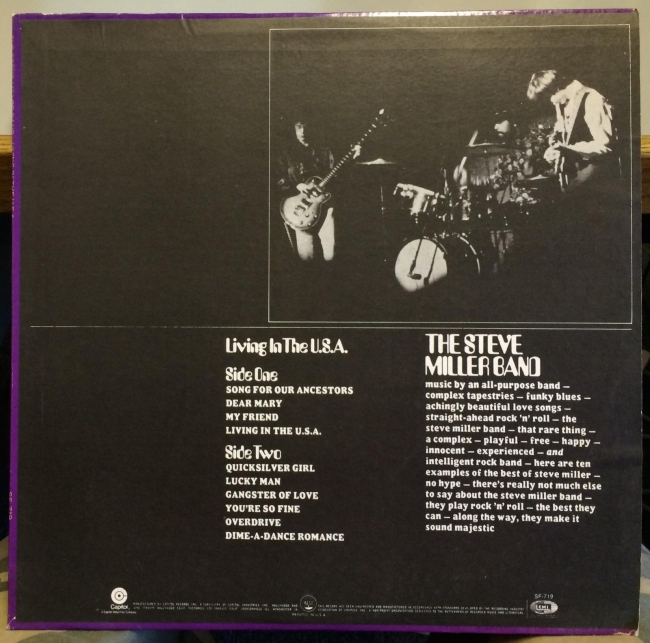 Living In The U.S.A.
Side One
SONG FOR OUR ANCESTORS
DEAR MARY
MY FRIEND
LIVING IN THE U.S.A.
Side Two
QUICKSILVER GIRL
LUCKY MAN
GANGSTER OF LOVE
YOU'RE SO FINE
OVERDRIVE
DIME-A-DANCE ROMANCE
THE STEVE
MILLER BAND
music by an all-purpose band —
complex tapestries — funky blues —
achingly beautiful love songs —
straight-ahead rock 'n' roll — the
steve miller band — that rare thing —
a complex — playful — free — happy —
innocent — experienced — and
intelligent rock band — here are ten
examples of the best of steve miller —
no hype — there's really not much else
to say about the steve miller band —
they play rock 'n' roll — the best they
can — along the way, they make it
sound majestic
Capitol
SF-719